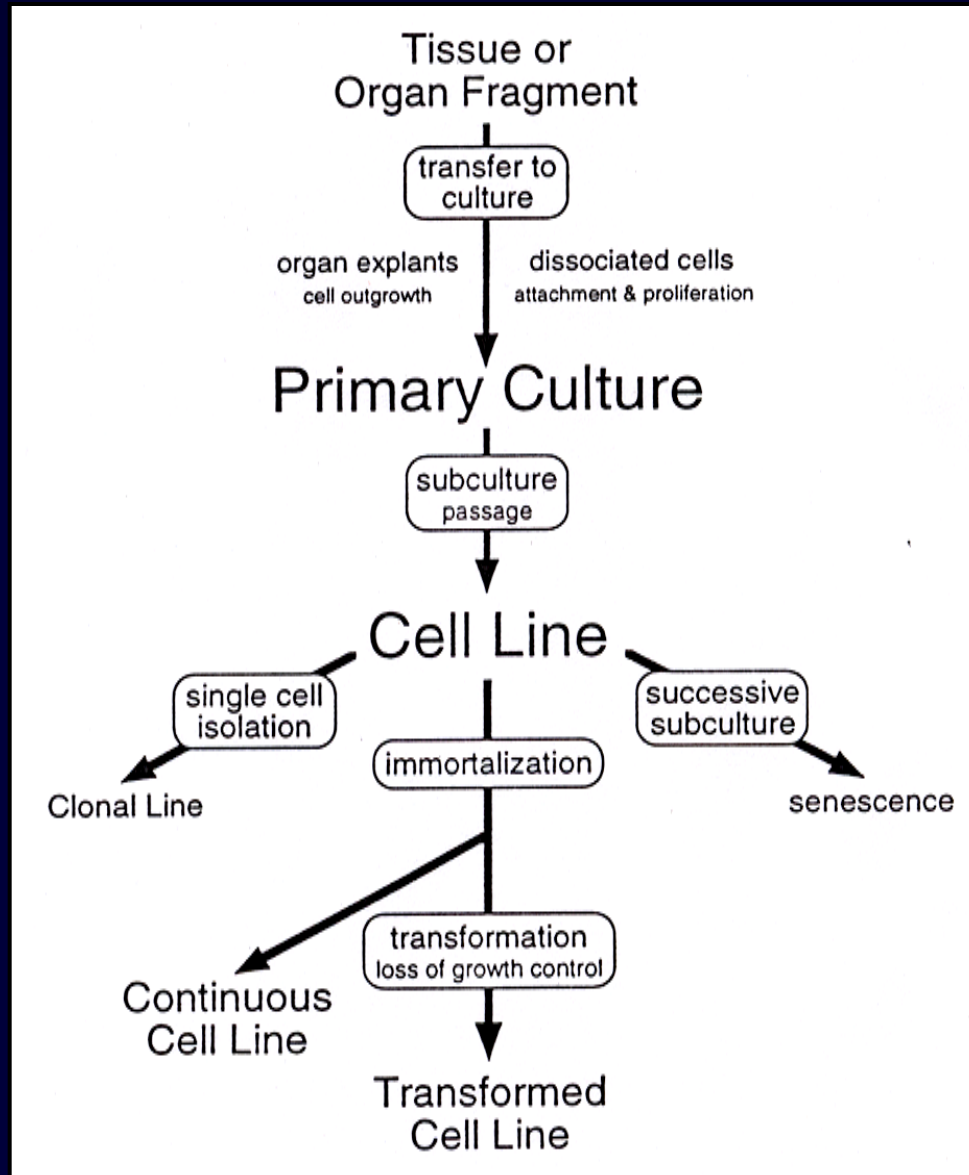 Tissue or
Organ Fragment
transfer to
culture
organ explants
cell outgrowth
dissociated cells
attachment & proliferation
Primary Culture
subculture
passage
Cell Line
single cell
isolation
successive
subculture
immortalization
Clonal Line
senescence
transformation
loss of growth control
Continuous
Cell Line
Transformed
Cell Line